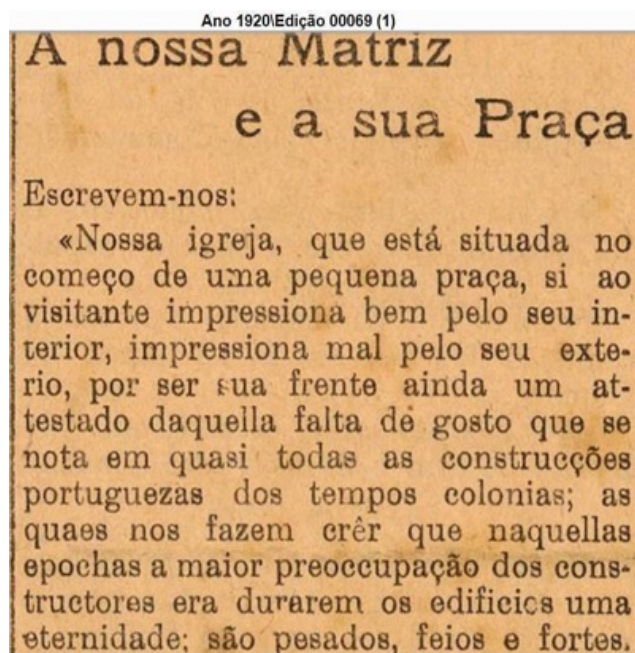 Ano 1920\Edição 00069 (1)
A nossa Matriz
e a sua Praça
Escrevem-nos:
«Nossa igreja, que está situada no
começo de uma pequena praça, si ao
visitante impressiona bem pelo seu in-
terior, impressiona mal pelo seu exte-
rio, por ser sua frente ainda um at-
testado daquella falta de gosto que se
nota em quasi todas as construcções
portuguezas dos tempos colonias; as
quaes nos fazem crêr que naquellas
epochas a maior preoccupação dos cons-
tructores era durarem os edificios uma
eternidade; são pesados, feios e fortes.